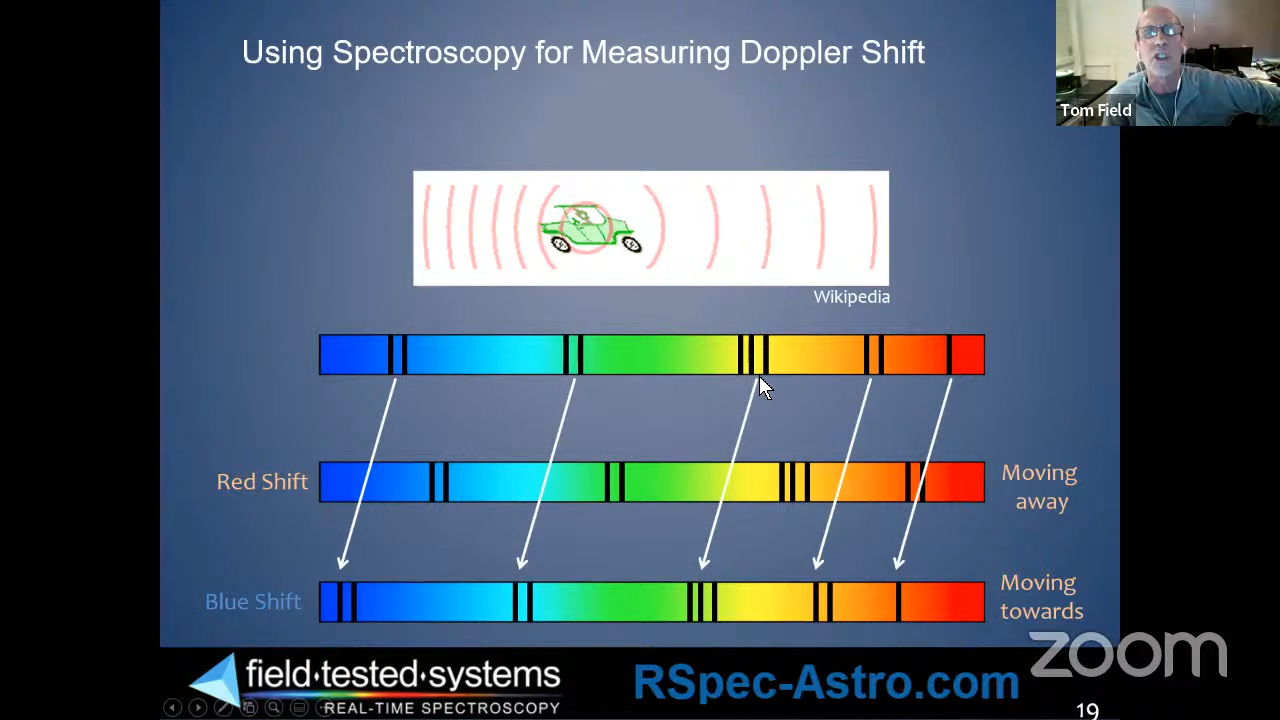 Using Spectroscopy for Measuring Doppler Shift
Tom Field
Wikipedia
Red Shift
Moving
away
Blue Shift
Moving
towards
zoom
field·tested·systems
REAL-TIME SPECTROSCOPY
RSpec-Astro.com
19